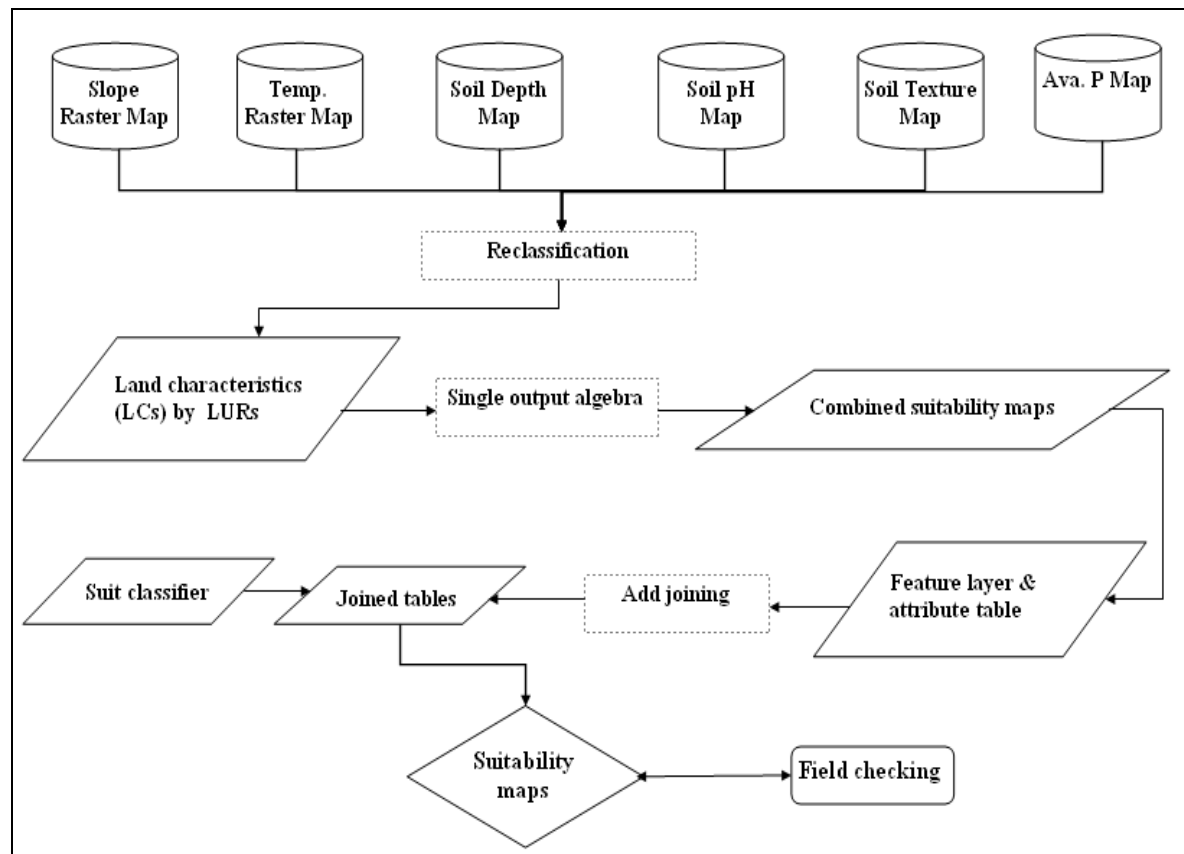 Slope
Raster Map
Temp.
Raster Map
Soil Depth
Map
Soil pH
Map
Soil Texture
Map
Ava. P Map
Reclassification
Land characteristics
(LCs) by LURs
Single output algebra
Combined suitability maps
Suit classifier
Joined tables
Add joining
Feature layer &
attribute table
Suitability
maps
Field checking